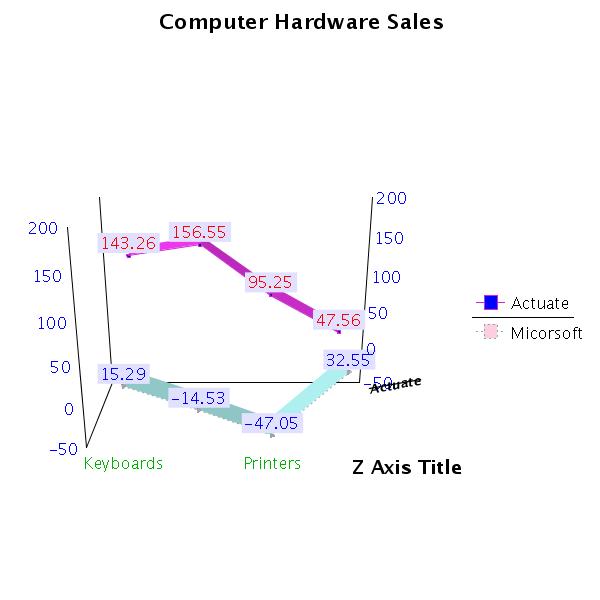 Computer Hardware Sales
200
150
100
50
0
-50
200
150
100
50
0
-50
143.26
156.55
95.25
47.56
15.29
-14.53
-47.05
32.55
Keyboards
Printers
Actuate
Z Axis Title
Actuate
Micorsoft